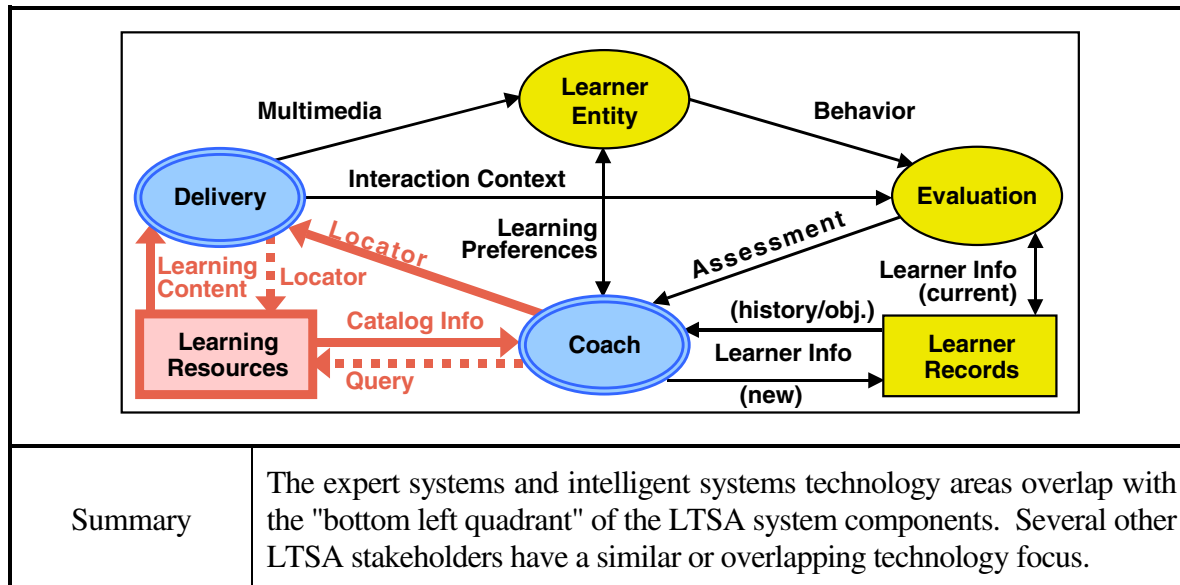 Learner
Entity
Multimedia
Behavior
Delivery
Interaction Context
Evaluation
Locator
Learning
Preferences
Assessment
Learning
Content
Locator
Learner Info
(current)
Learning
Resources
Catalog Info
Query
Coach
(history/obj.)
Learner Info
(new)
Learner
Records
Summary
The expert systems and intelligent systems technology areas overlap with
the "bottom left quadrant" of the LTSA system components. Several other
LTSA stakeholders have a similar or overlapping technology focus.